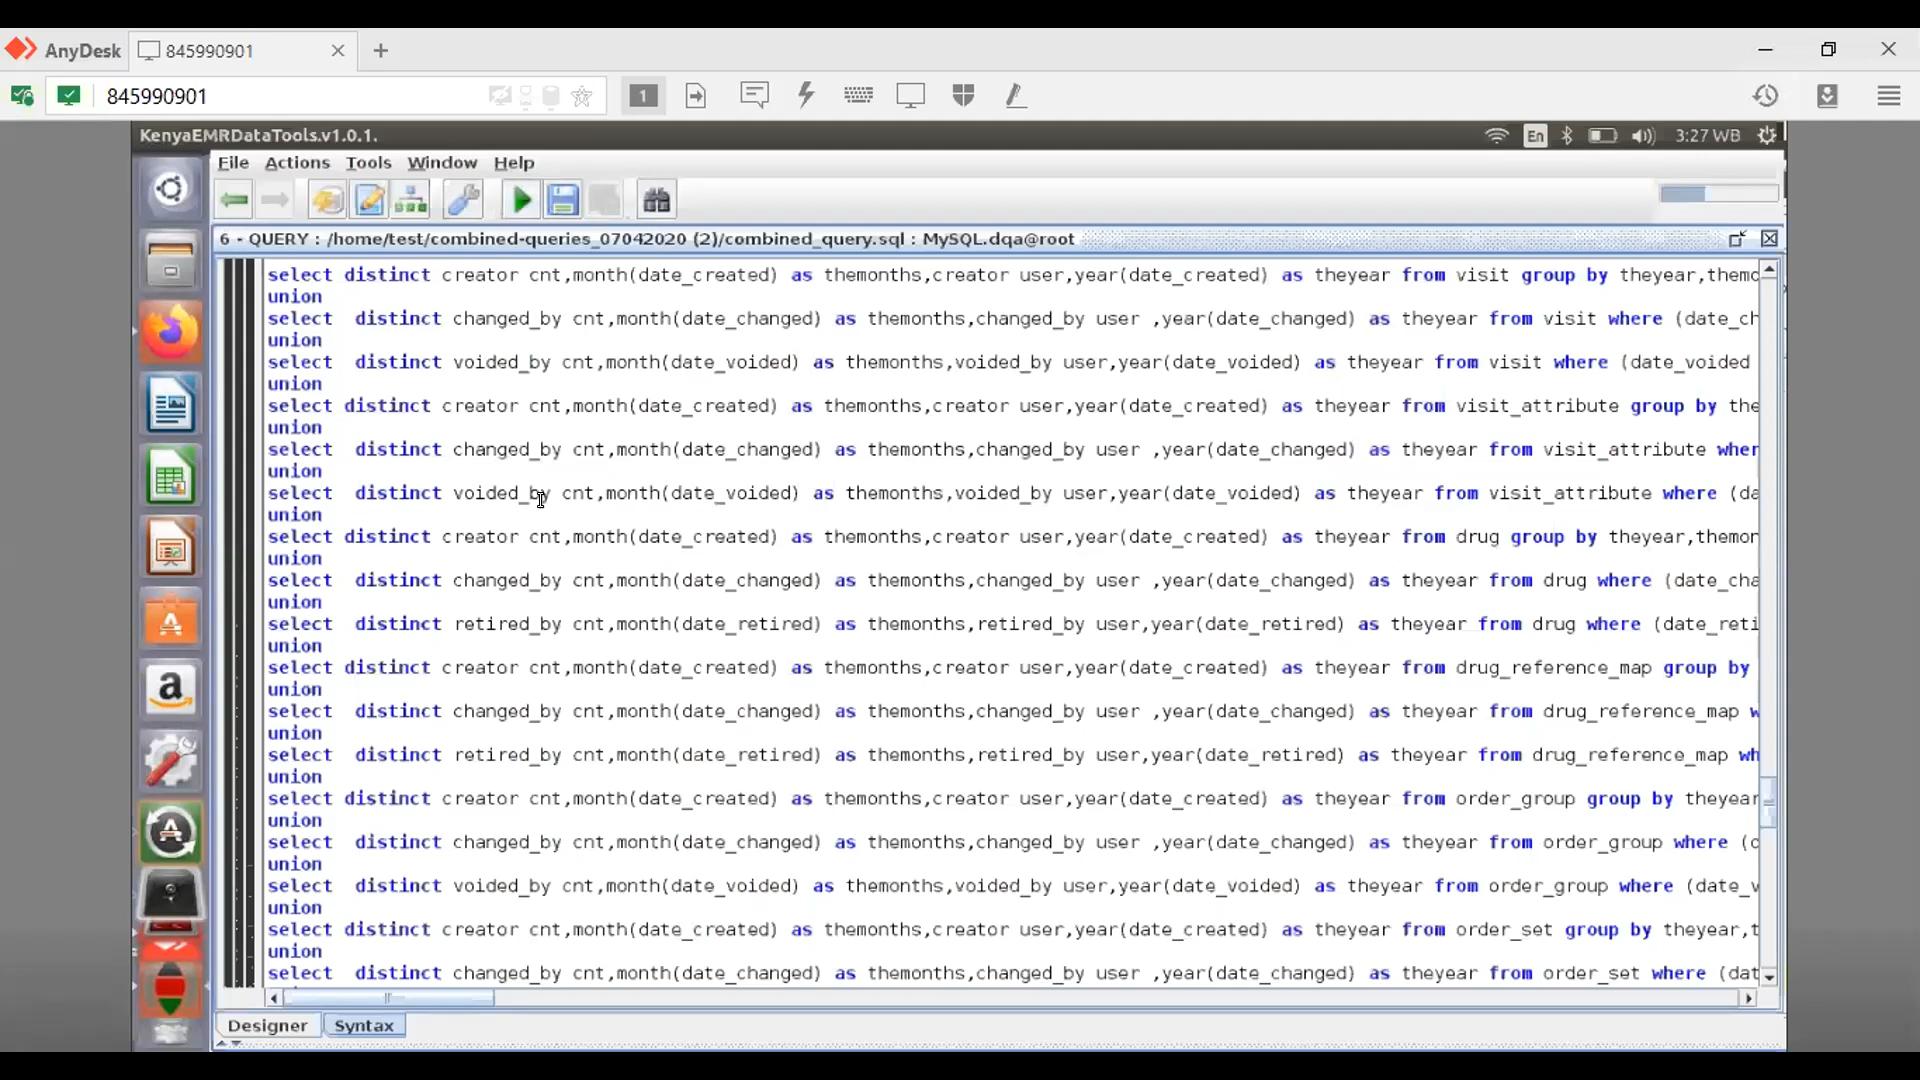 AnyDesk
845990901
845990901
1
KenyaEMRDataTools.v1.0.1.
En
3:27 WB
File Actions Tools Window Help
6 - QUERY : /home/test/combined-queries_07042020 (2)/combined_query.sql : MySQL.dqa@root
select distinct creator cnt,month(date_created) as themonths,creator user,year(date_created) as theyear from visit group by theyear,themo
union
select  distinct changed_by cnt,month(date_changed) as themonths,changed_by user ,year(date_changed) as theyear from visit where (date_ch
union
select  distinct voided_by cnt,month(date_voided) as themonths,voided_by user,year(date_voided) as theyear from visit where (date_voided
union
select distinct creator cnt,month(date_created) as themonths,creator user,year(date_created) as theyear from visit_attribute group by the
union
select  distinct changed_by cnt,month(date_changed) as themonths,changed_by user ,year(date_changed) as theyear from visit_attribute wher
union
select  distinct voided_by cnt,month(date_voided) as themonths,voided_by user,year(date_voided) as theyear from visit_attribute where (da
union
select distinct creator cnt,month(date_created) as themonths,creator user,year(date_created) as theyear from drug group by theyear,themon
union
select  distinct changed_by cnt,month(date_changed) as themonths,changed_by user ,year(date_changed) as theyear from drug where (date_cha
union
select  distinct retired_by cnt,month(date_retired) as themonths,retired_by user,year(date_retired) as theyear from drug where (date_reti
union
select distinct creator cnt,month(date_created) as themonths,creator user,year(date_created) as theyear from drug_reference_map group by
union
select  distinct changed_by cnt,month(date_changed) as themonths,changed_by user ,year(date_changed) as theyear from drug_reference_map w
union
select  distinct retired_by cnt,month(date_retired) as themonths,retired_by user,year(date_retired) as theyear from drug_reference_map wh
union
select distinct creator cnt,month(date_created) as themonths,creator user,year(date_created) as theyear from order_group group by theyear
union
select  distinct changed_by cnt,month(date_changed) as themonths,changed_by user ,year(date_changed) as theyear from order_group where (d
union
select  distinct voided_by cnt,month(date_voided) as themonths,voided_by user,year(date_voided) as theyear from order_group where (date_v
union
select distinct creator cnt,month(date_created) as themonths,creator user,year(date_created) as theyear from order_set group by theyear,t
union
select  distinct changed_by cnt,month(date_changed) as themonths,changed_by user ,year(date_changed) as theyear from order_set where (dat
Designer Syntax